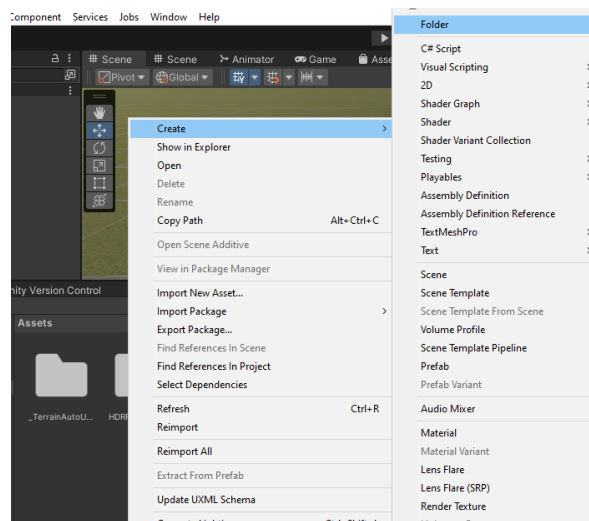 Component Services Jobs Window Help
Scene Scene Animator Game Asse
Pivot Global
Create
Show in Explorer
Open
Delete
Rename
Copy Path Alt+Ctrl+C
Open Scene Additive
View in Package Manager
Import New Asset...
Import Package
Export Package...
Find References In Scene
Find References In Project
Select Dependencies
Refresh Ctrl+R
Reimport
Reimport All
Extract From Prefab
Update UXML Schema
Folder
C# Script
Visual Scripting
2D
Shader Graph
Shader
Shader Variant Collection
Testing
Playables
Assembly Definition
Assembly Definition Reference
TextMeshPro
Text
Scene
Scene Template
Scene Template From Scene
Volume Profile
Scene Template Pipeline
Prefab
Prefab Variant
Audio Mixer
Material
Material Variant
Lens Flare
Lens Flare (SRP)
Render Texture
nity Version Control
Assets
_TerrainAutoU... HDRP